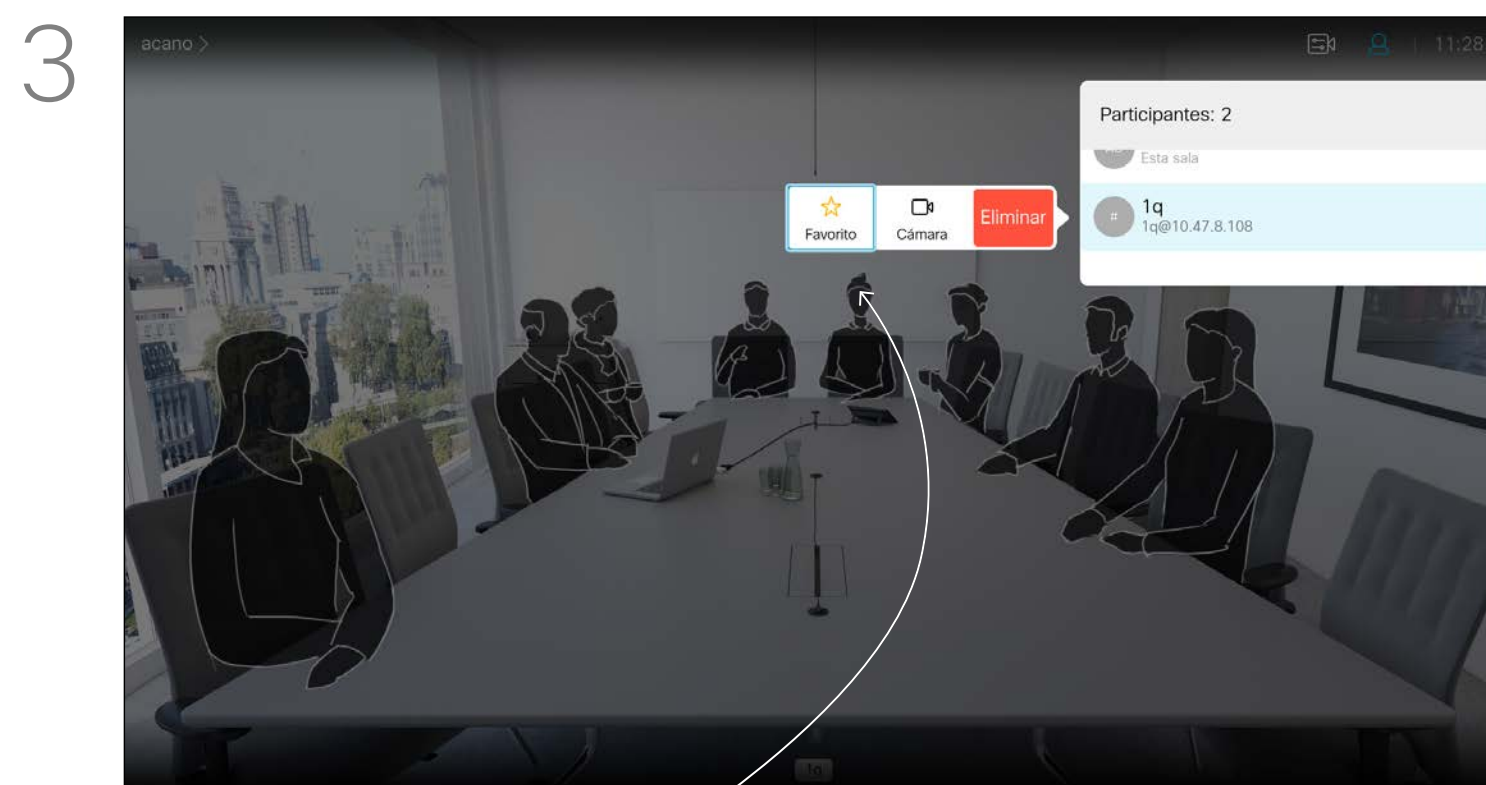 3
acano >
11:28
Participantes: 2
Esta sala
Favorito
Cámara
Eliminar
#
1q
1q@10.47.8.108
1q